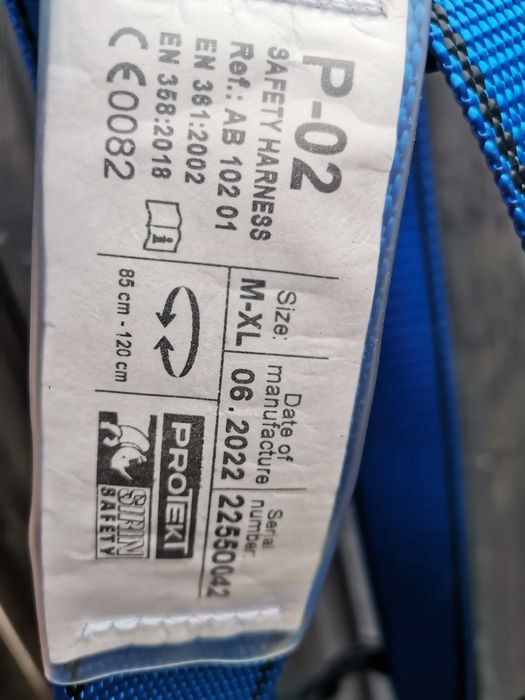 P-02
SAFETY HARNESS
Ref.: AB 102 01
EN 361:2002
EN 358:2018
CE0082
i
Size:
M-XL
Date of
manufacture
06.2022
Serial
number:
22550042
85 cm - 120 cm
PROTEKT
SIRIN
SAFETY